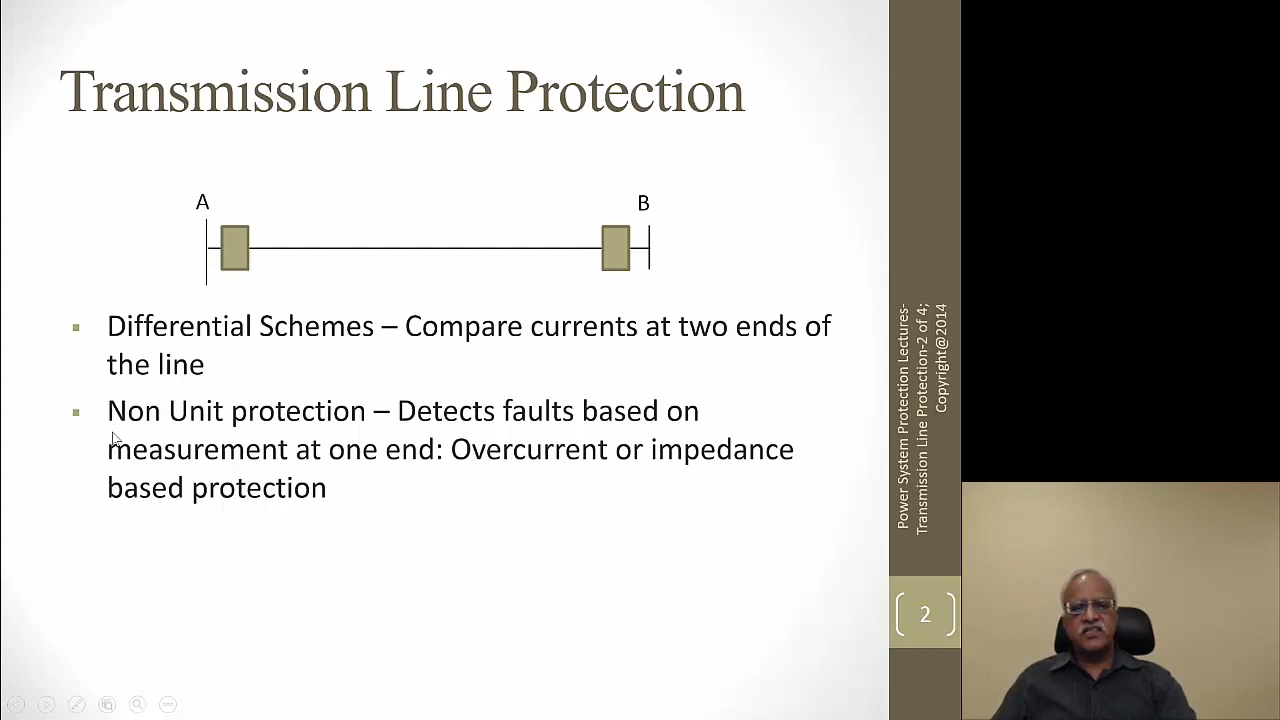 Transmission Line Protection
A
B
Differential Schemes – Compare currents at two ends of
the line
Non Unit protection – Detects faults based on
measurement at one end: Overcurrent or impedance
based protection
Power System Protection Lectures-
Transmission Line Protection-2 of 4;
Copyright@2014
2